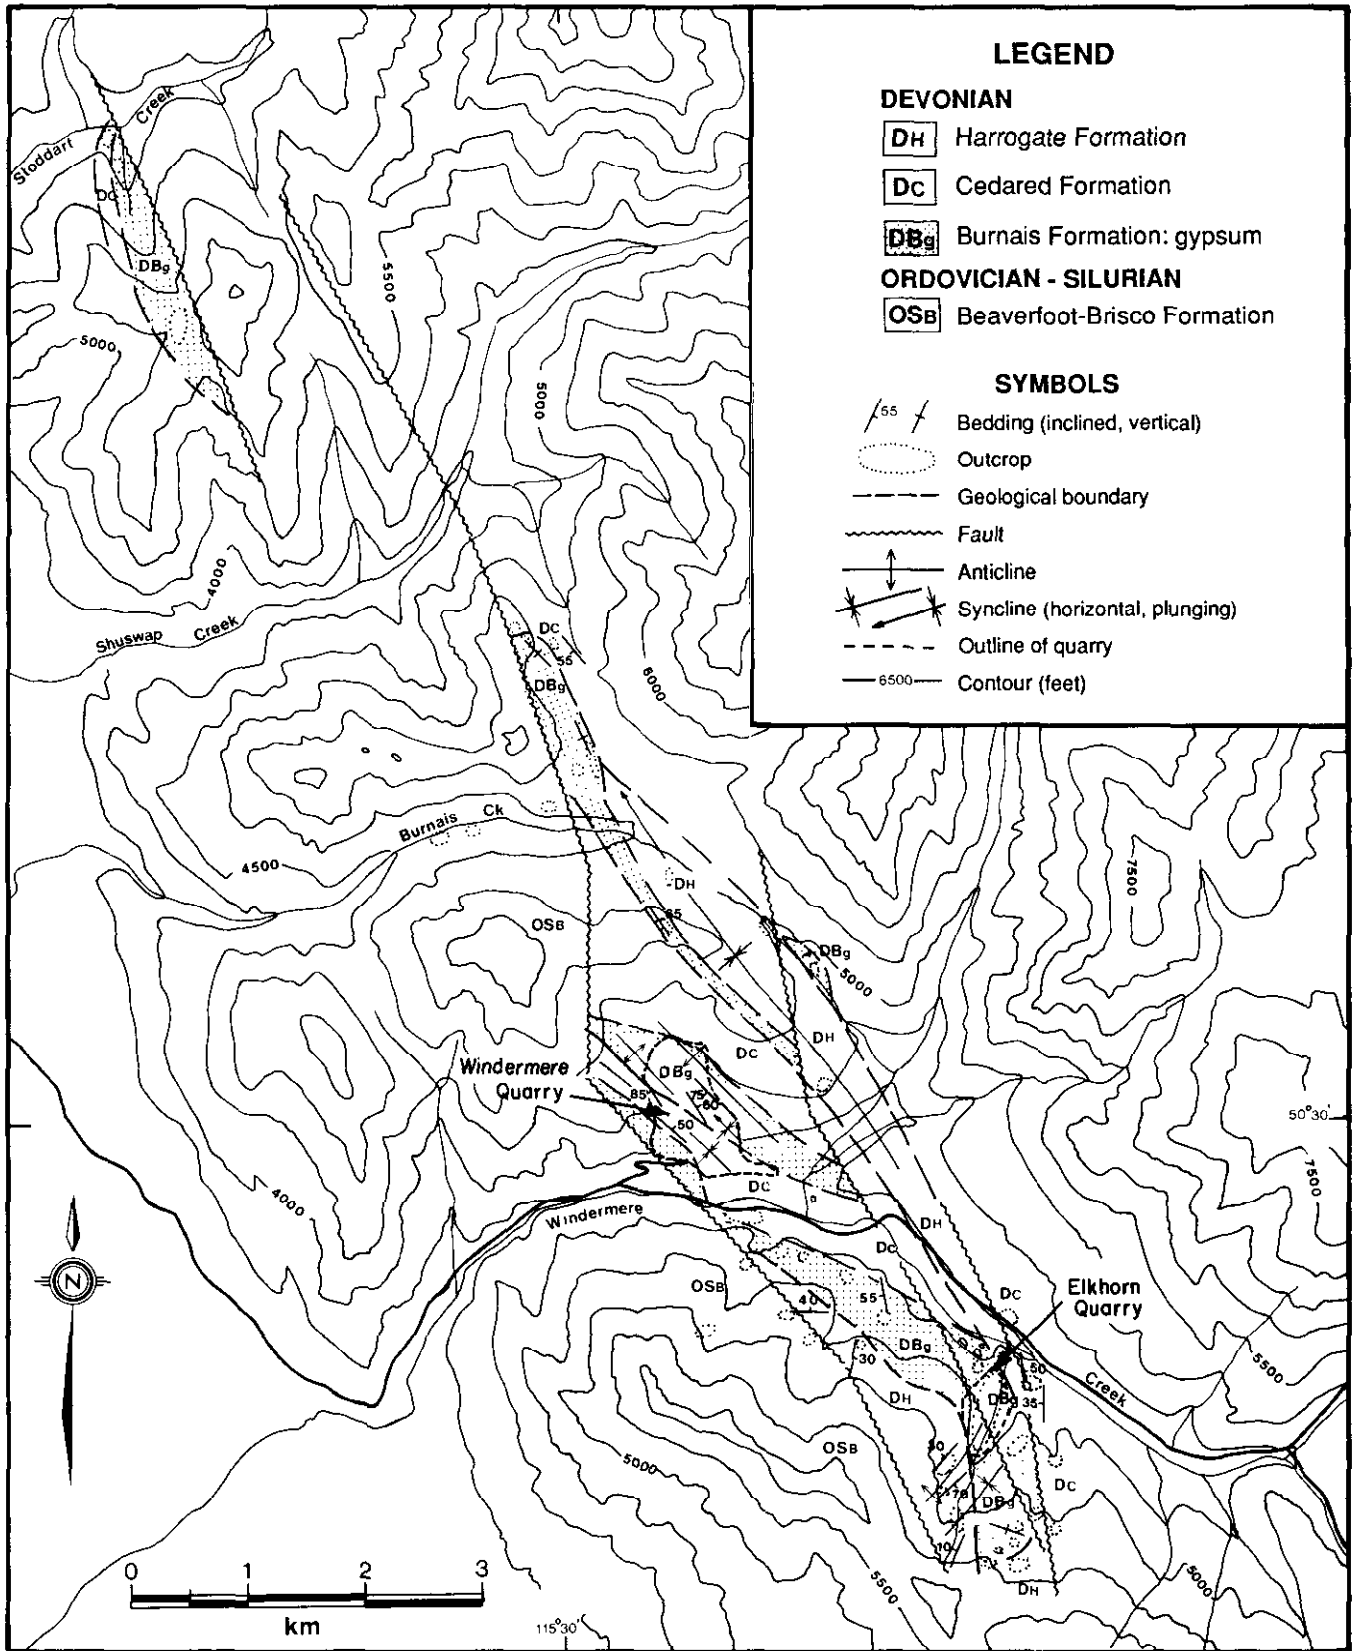 LEGEND
DEVONIAN
DH Harrogate Formation
DC Cedared Formation
DBg Burnais Formation: gypsum
ORDOVICIAN - SILURIAN
OSB Beaverfoot-Brisco Formation
SYMBOLS
55 Bedding (inclined, vertical)
Outcrop
Geological boundary
Fault
Anticline
Syncline (horizontal, plunging)
Outline of quarry
6500 Contour (feet)
Stoddart Creek
DC
DBg
5500
5000
5000
4000
Shuswap Creek
DC
55
DBg
6000
Burnais Ck
4500
7500
DH
OSB
DBg
5000
DH
DC
Windermere
Quarry
DBg
85
75
50
50°30'
7500
4000
DC
Windermere
DH
DC
OSB
40
55
DC
Elkhorn
Quarry
30
DBg
50
5500
DH
DBg
35
Creek
OSB
5000
DC
DBg
DH
5500
5000
N
0 1 2 3
km
115°30'